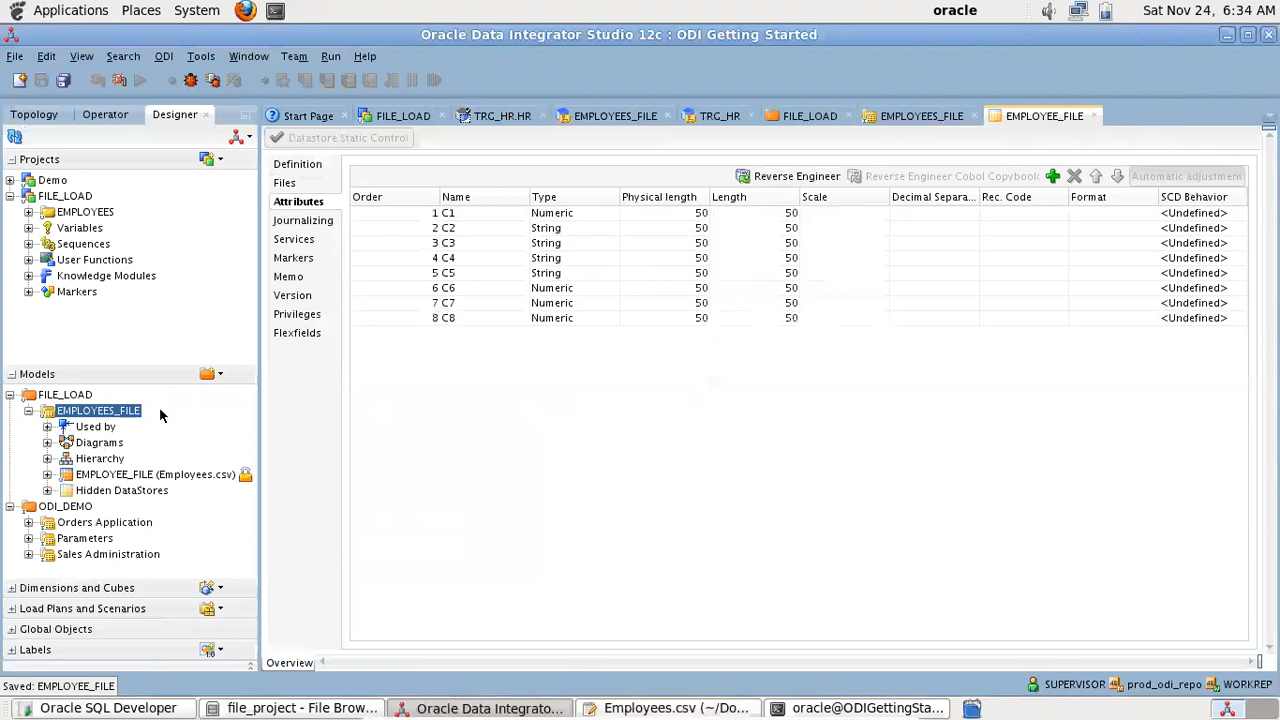 Applications Places System oracle Sat Nov 24, 6:34 AM
Oracle Data Integrator Studio 12c : ODI Getting Started
File Edit View Search ODI Tools Run Window Team Help
Topology Operator Designer
Start Page FILE_LOAD TRG_HR.HR EMPLOYEES_FILE TRG_HR FILE_LOAD EMPLOYEES_FILE EMPLOYEE_FILE
Datastore Static Control
Projects
Demo
FILE_LOAD
EMPLOYEES
Variables
Sequences
User Functions
Knowledge Modules
Markers
Models
FILE_LOAD
EMPLOYEES_FILE
Used by
Diagrams
Hierarchy
EMPLOYEE_FILE (Employees.csv)
Hidden DataStores
ODI_DEMO
Orders Application
Parameters
Sales Administration
Dimensions and Cubes
Load Plans and Scenarios
Global Objects
Labels
Definition
Files
Attributes
Journalizing
Services
Markers
Memo
Version
Privileges
Flexfields
Reverse Engineer Reverse Engineer Cobol Copybook Automatic adjustment
Order Name Type Physical length Length Scale Decimal Separa... Rec. Code Format SCD Behavior
1 C1 Numeric 50 50 <Undefined>
2 C2 String 50 50 <Undefined>
3 C3 String 50 50 <Undefined>
4 C4 String 50 50 <Undefined>
5 C5 String 50 50 <Undefined>
6 C6 Numeric 50 50 <Undefined>
7 C7 Numeric 50 50 <Undefined>
8 C8 Numeric 50 50 <Undefined>
Overview
Saved: EMPLOYEE_FILE SUPERVISOR prod_odi_repo WORKREP
Oracle SQL Developer file_project - File Brow... Oracle Data Integrato... Employees.csv (~/Do... oracle@ODIGettingSta...